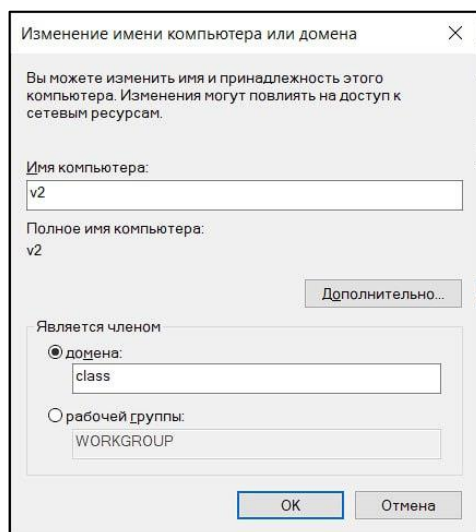 Изменение имени компьютера или домена
Вы можете изменить имя и принадлежность этого
компьютера. Изменения могут повлиять на доступ к
сетевым ресурсам.
Имя компьютера:
v2
Полное имя компьютера:
v2
Дополнительно...
Является членом
домена:
class
рабочей группы:
WORKGROUP
ОК
Отмена